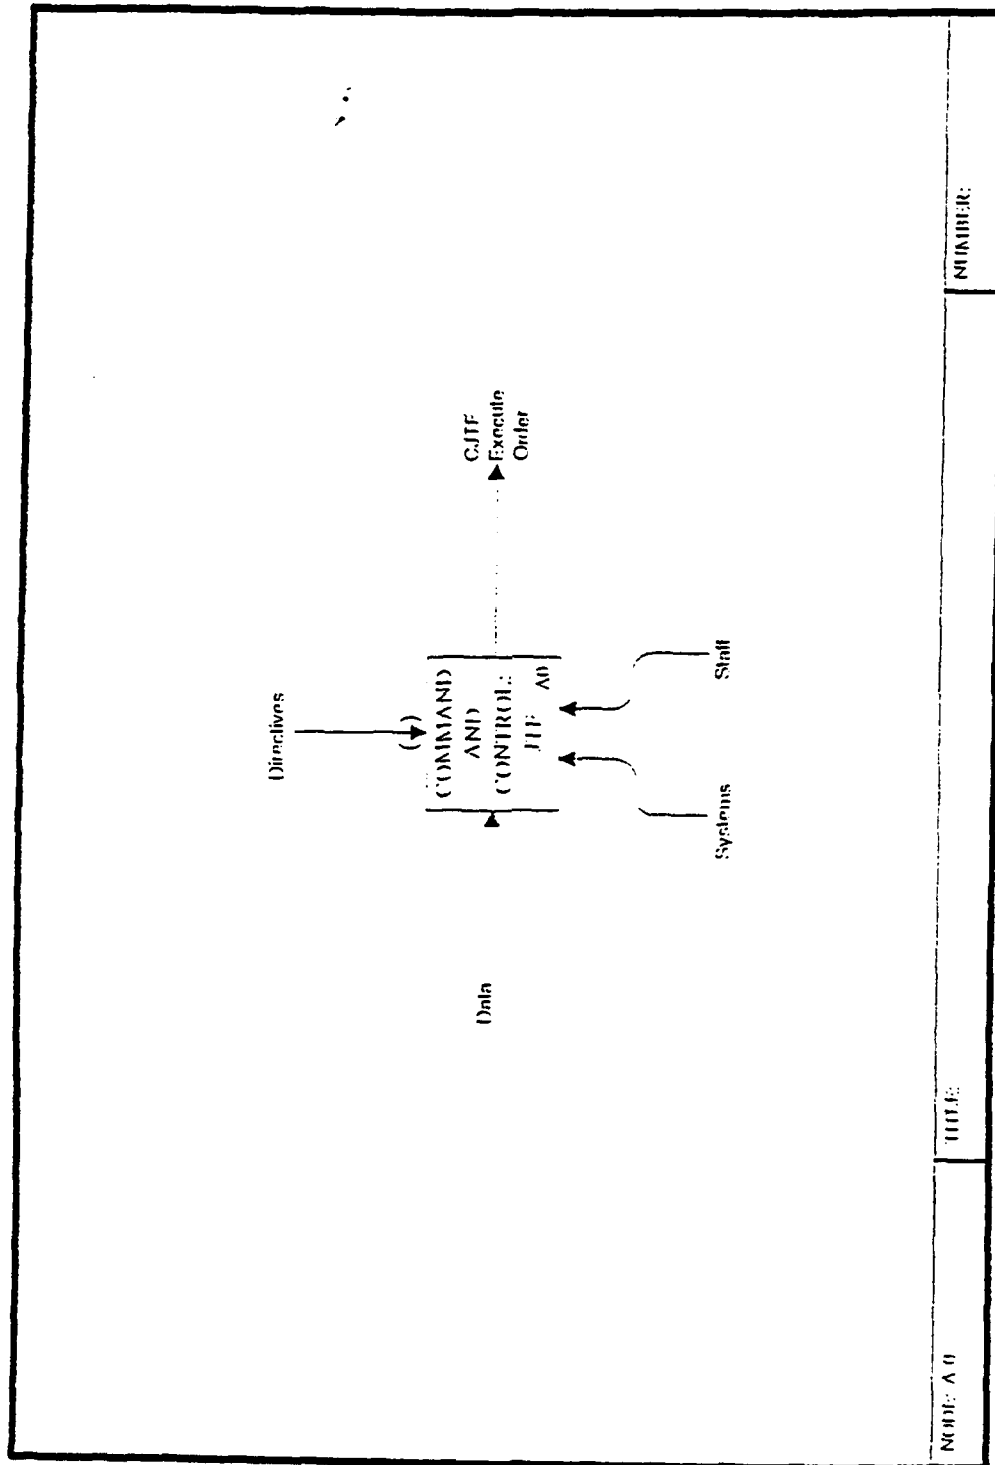 Directives
( )
COMMAND
AND
CONTROL:
JTF
A0
CJTF
Execute
Order
Data
Systems
Staff
NODE: A-0
TITLE:
NUMBER: